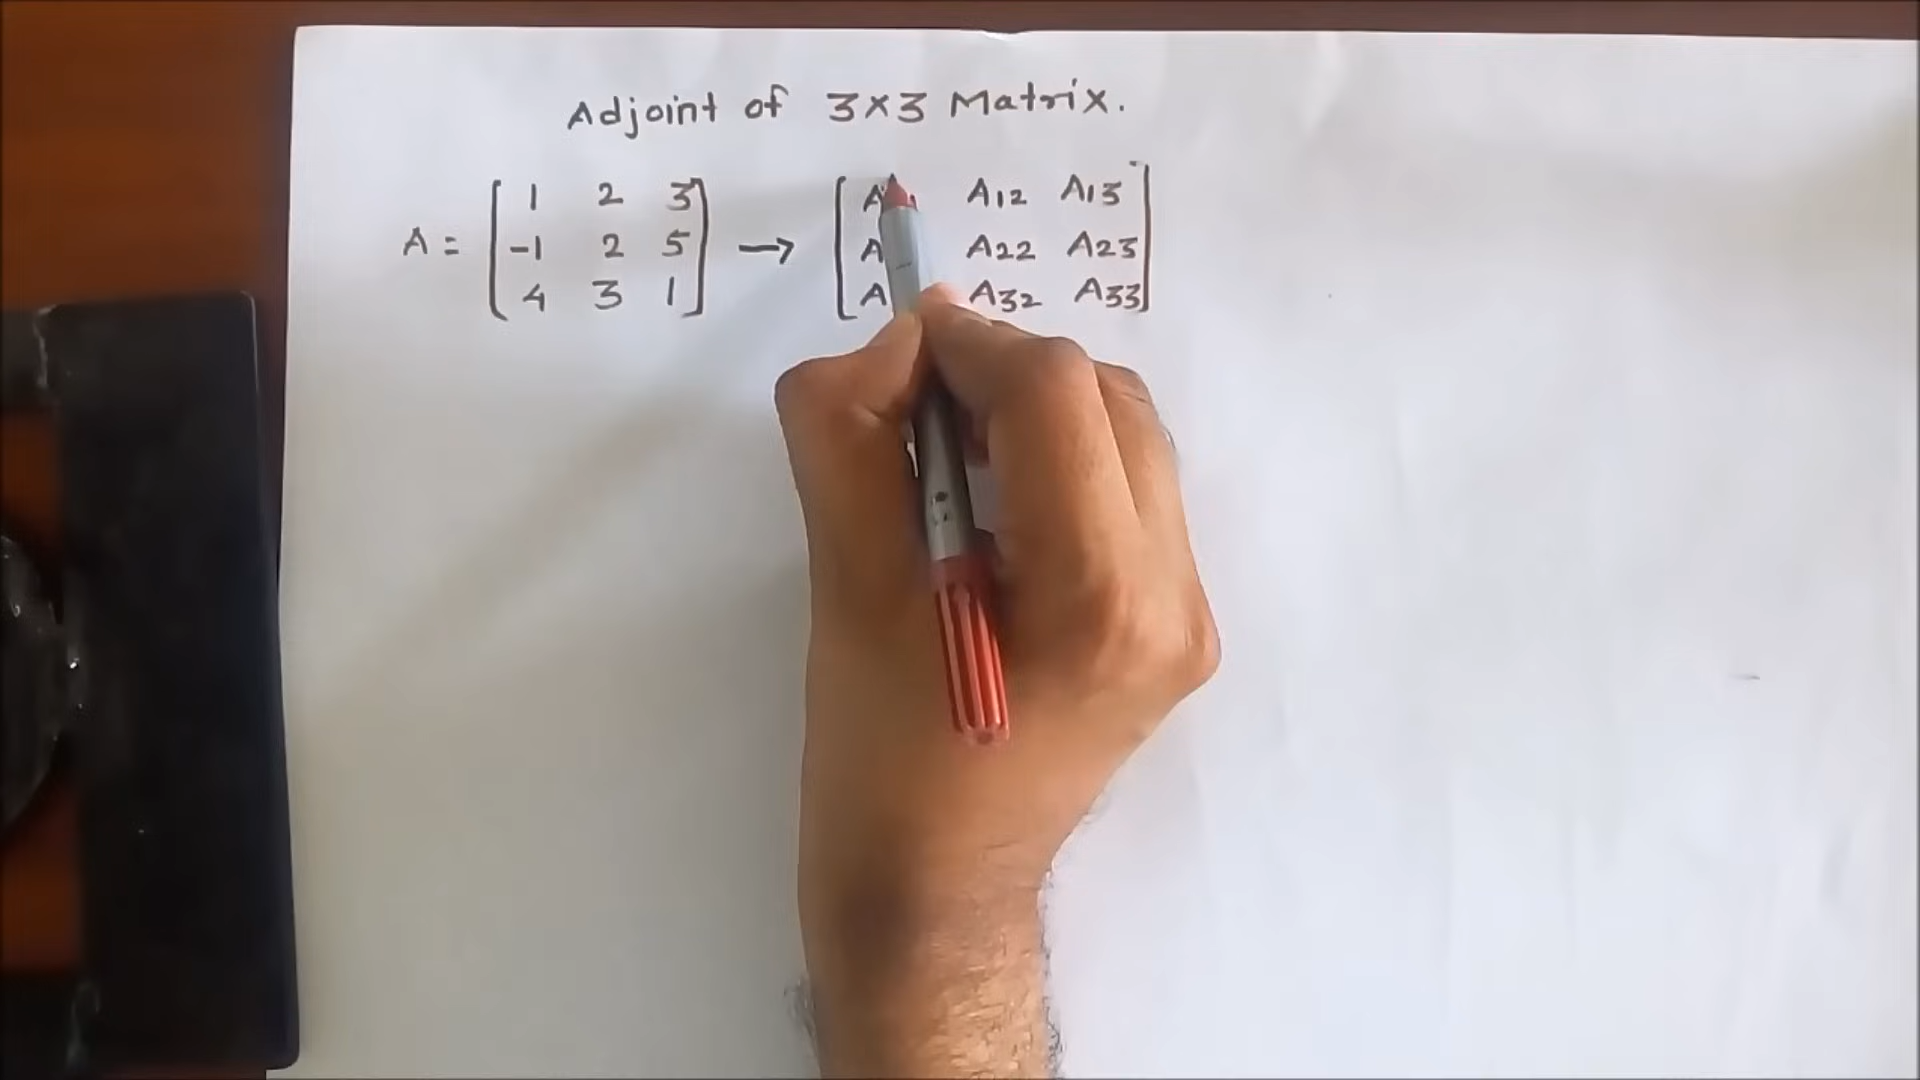 Adjoint of 3×3 Matrix.
A = [ 1 2 3 ] → [ A A12 A13 ]
[ -1 2 5 ] [ A A22 A23 ]
[ 4 3 1 ] [ A A32 A33 ]